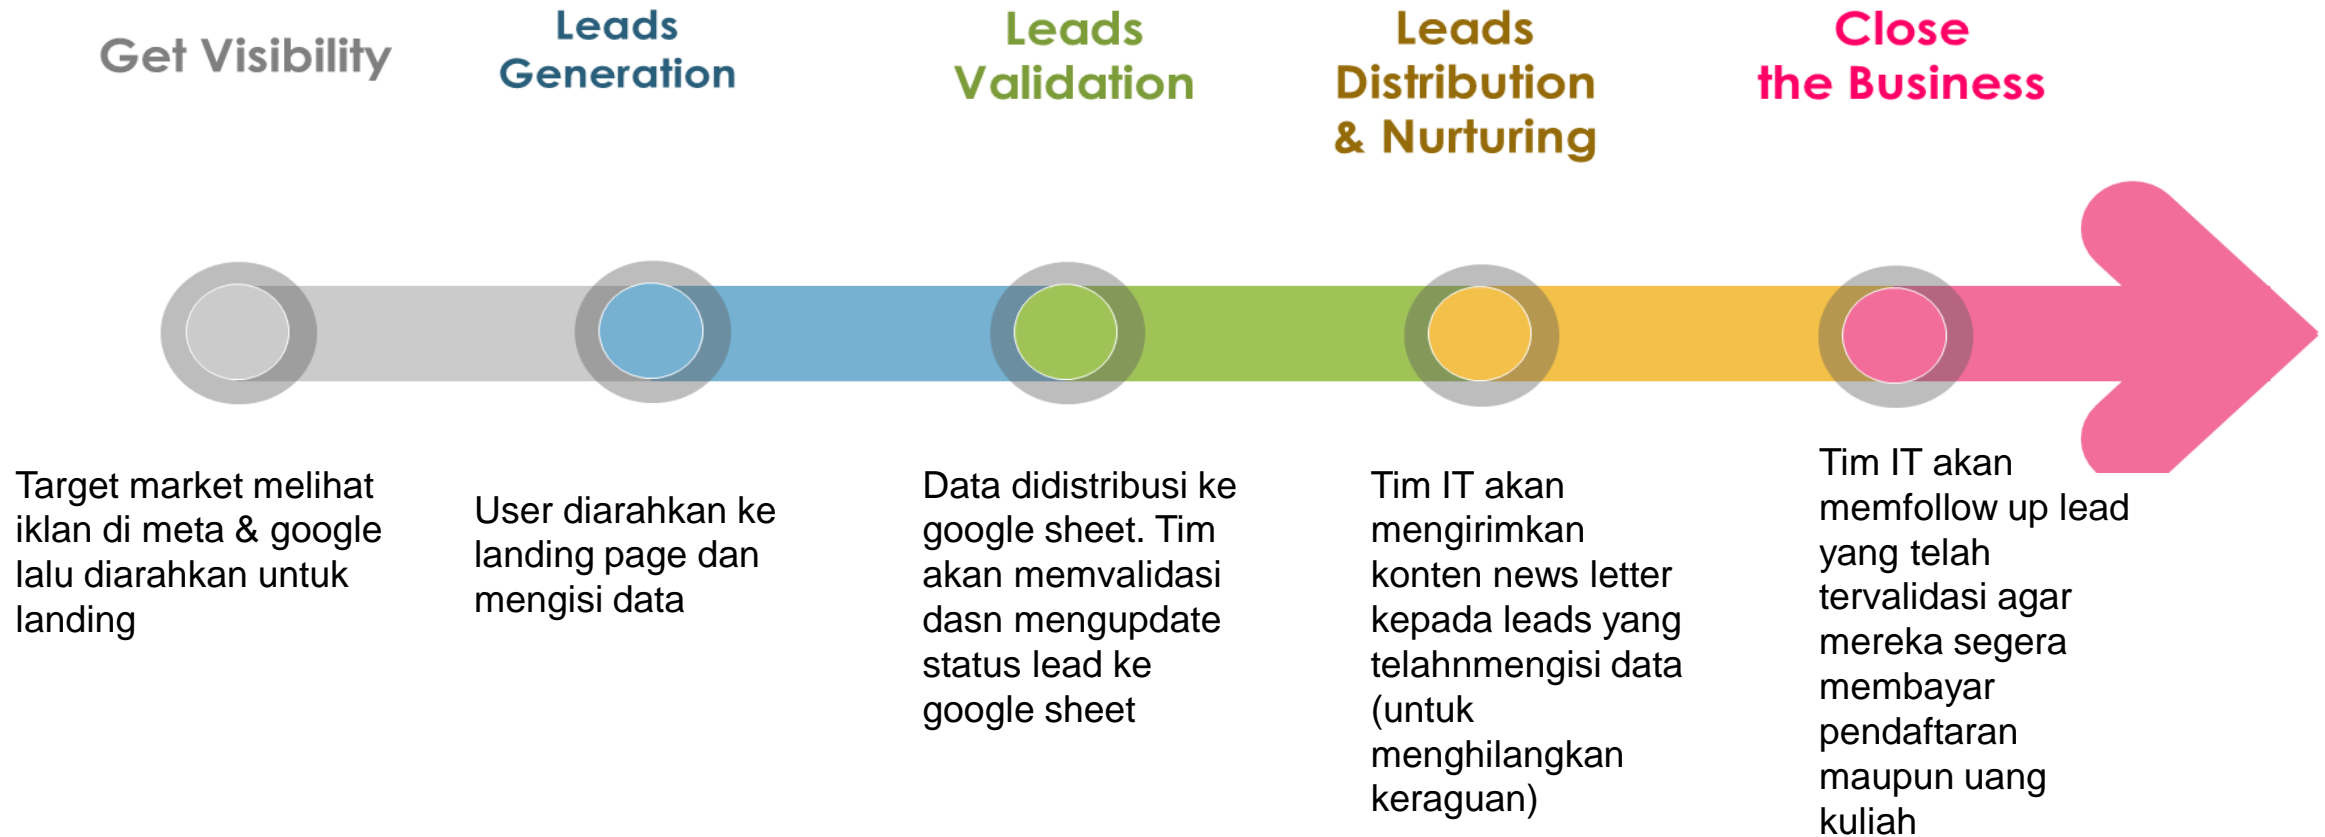 Get Visibility
Leads
Generation
Leads
Validation
Leads
Distribution
& Nurturing
Close
the Business
Target market melihat
iklan di meta & google
lalu diarahkan untuk
landing
User diarahkan ke
landing page dan
mengisi data
Data didistribusi ke
google sheet. Tim
akan memvalidasi
dasn mengupdate
status lead ke
google sheet
Tim IT akan
mengirimkan
konten news letter
kepada leads yang
telahnmengisi data
(untuk
menghilangkan
keraguan)
Tim IT akan
memfollow up lead
yang telah
tervalidasi agar
mereka segera
membayar
pendaftaran
maupun uang
kuliah